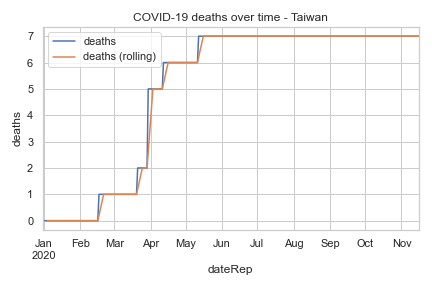 COVID-19 deaths over time - Taiwan
deaths
deaths (rolling)
7
6
5
4
3
2
1
0
deaths
Jan Feb Mar Apr May Jun Jul Aug Sep Oct Nov
2020
dateRep